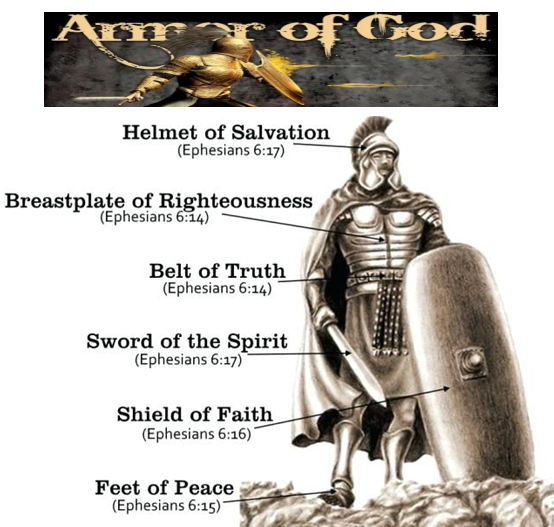 Armor of God
Helmet of Salvation
(Ephesians 6:17)
Breastplate of Righteousness
(Ephesians 6:14)
Belt of Truth
(Ephesians 6:14)
Sword of the Spirit
(Ephesians 6:17)
Shield of Faith
(Ephesians 6:16)
Feet of Peace
(Ephesians 6:15)